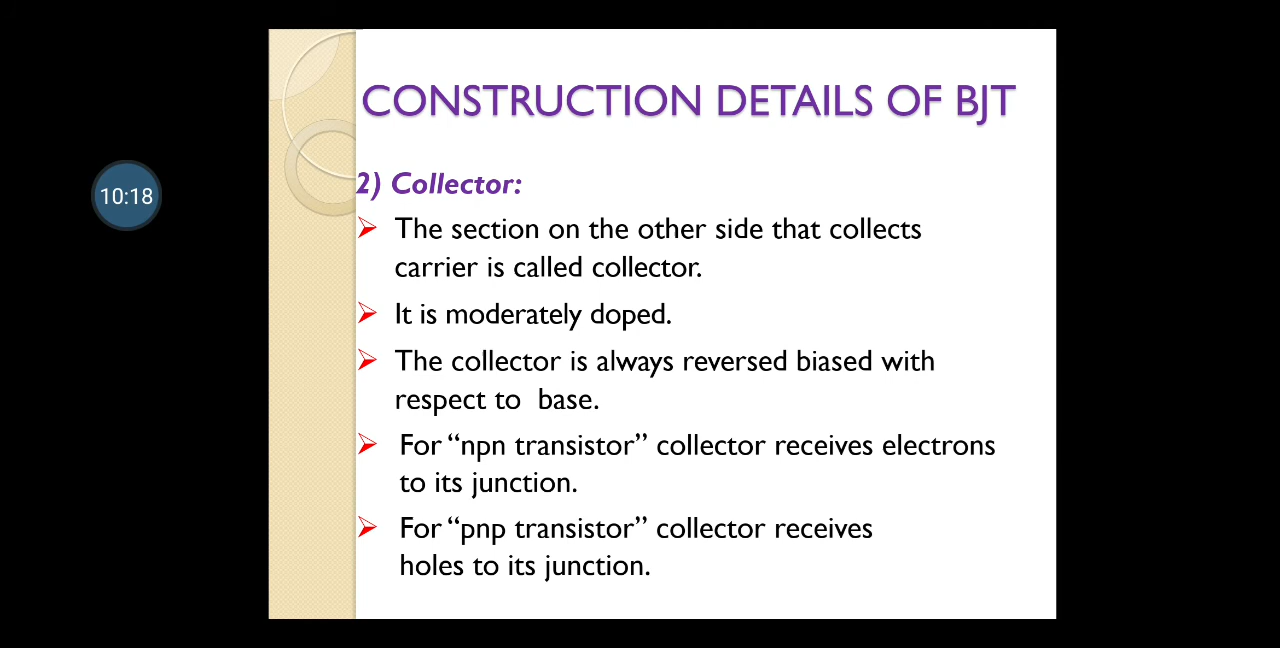 CONSTRUCTION DETAILS OF BJT
10:18
2) Collector:
The section on the other side that collects
carrier is called collector.
It is moderately doped.
The collector is always reversed biased with
respect to base.
For “npn transistor” collector receives electrons
to its junction.
For “pnp transistor” collector receives
holes to its junction.